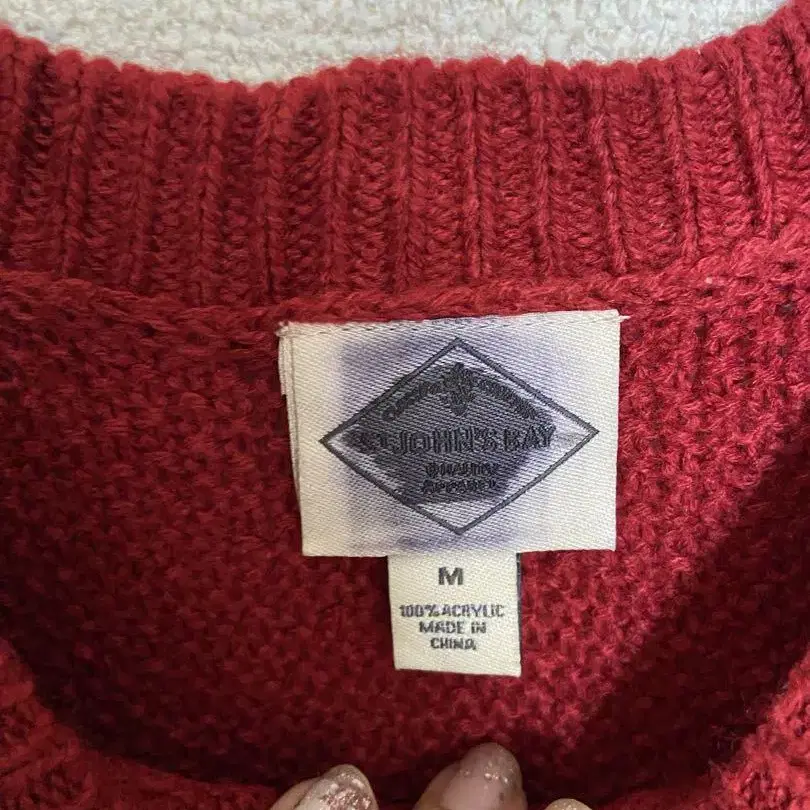 ST. JOHN'S BAY
QUALITY
APPAREL
M
100% ACRYLIC
MADE IN
CHINA